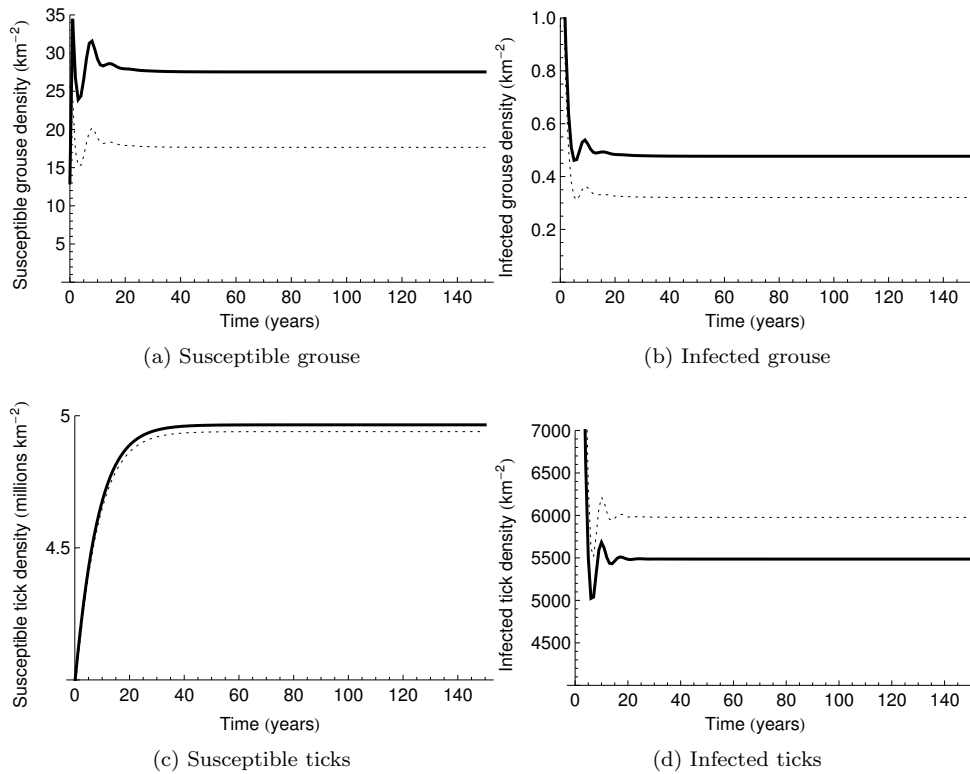 Susceptible grouse density (km⁻²)
35
30
25
20
15
10
5
0 20 40 60 80 100 120 140
Time (years)
(a) Susceptible grouse
Infected grouse density (km⁻²)
1.0
0.8
0.6
0.4
0.2
0 20 40 60 80 100 120 140
Time (years)
(b) Infected grouse
Susceptible tick density (millions km⁻²)
5
4.5
0 20 40 60 80 100 120 140
Time (years)
(c) Susceptible ticks
Infected tick density (km⁻²)
7000
6500
6000
5500
5000
4500
0 20 40 60 80 100 120 140
Time (years)
(d) Infected ticks